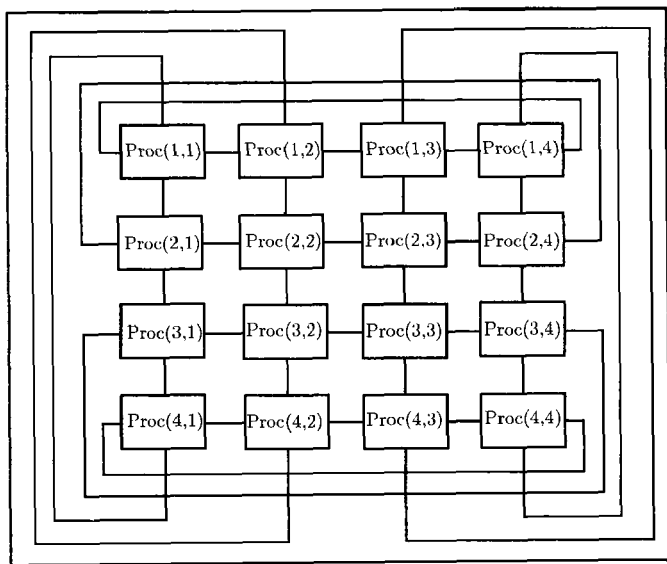 Proc(1,1) Proc(1,2) Proc(1,3) Proc(1,4)
Proc(2,1) Proc(2,2) Proc(2,3) Proc(2,4)
Proc(3,1) Proc(3,2) Proc(3,3) Proc(3,4)
Proc(4,1) Proc(4,2) Proc(4,3) Proc(4,4)